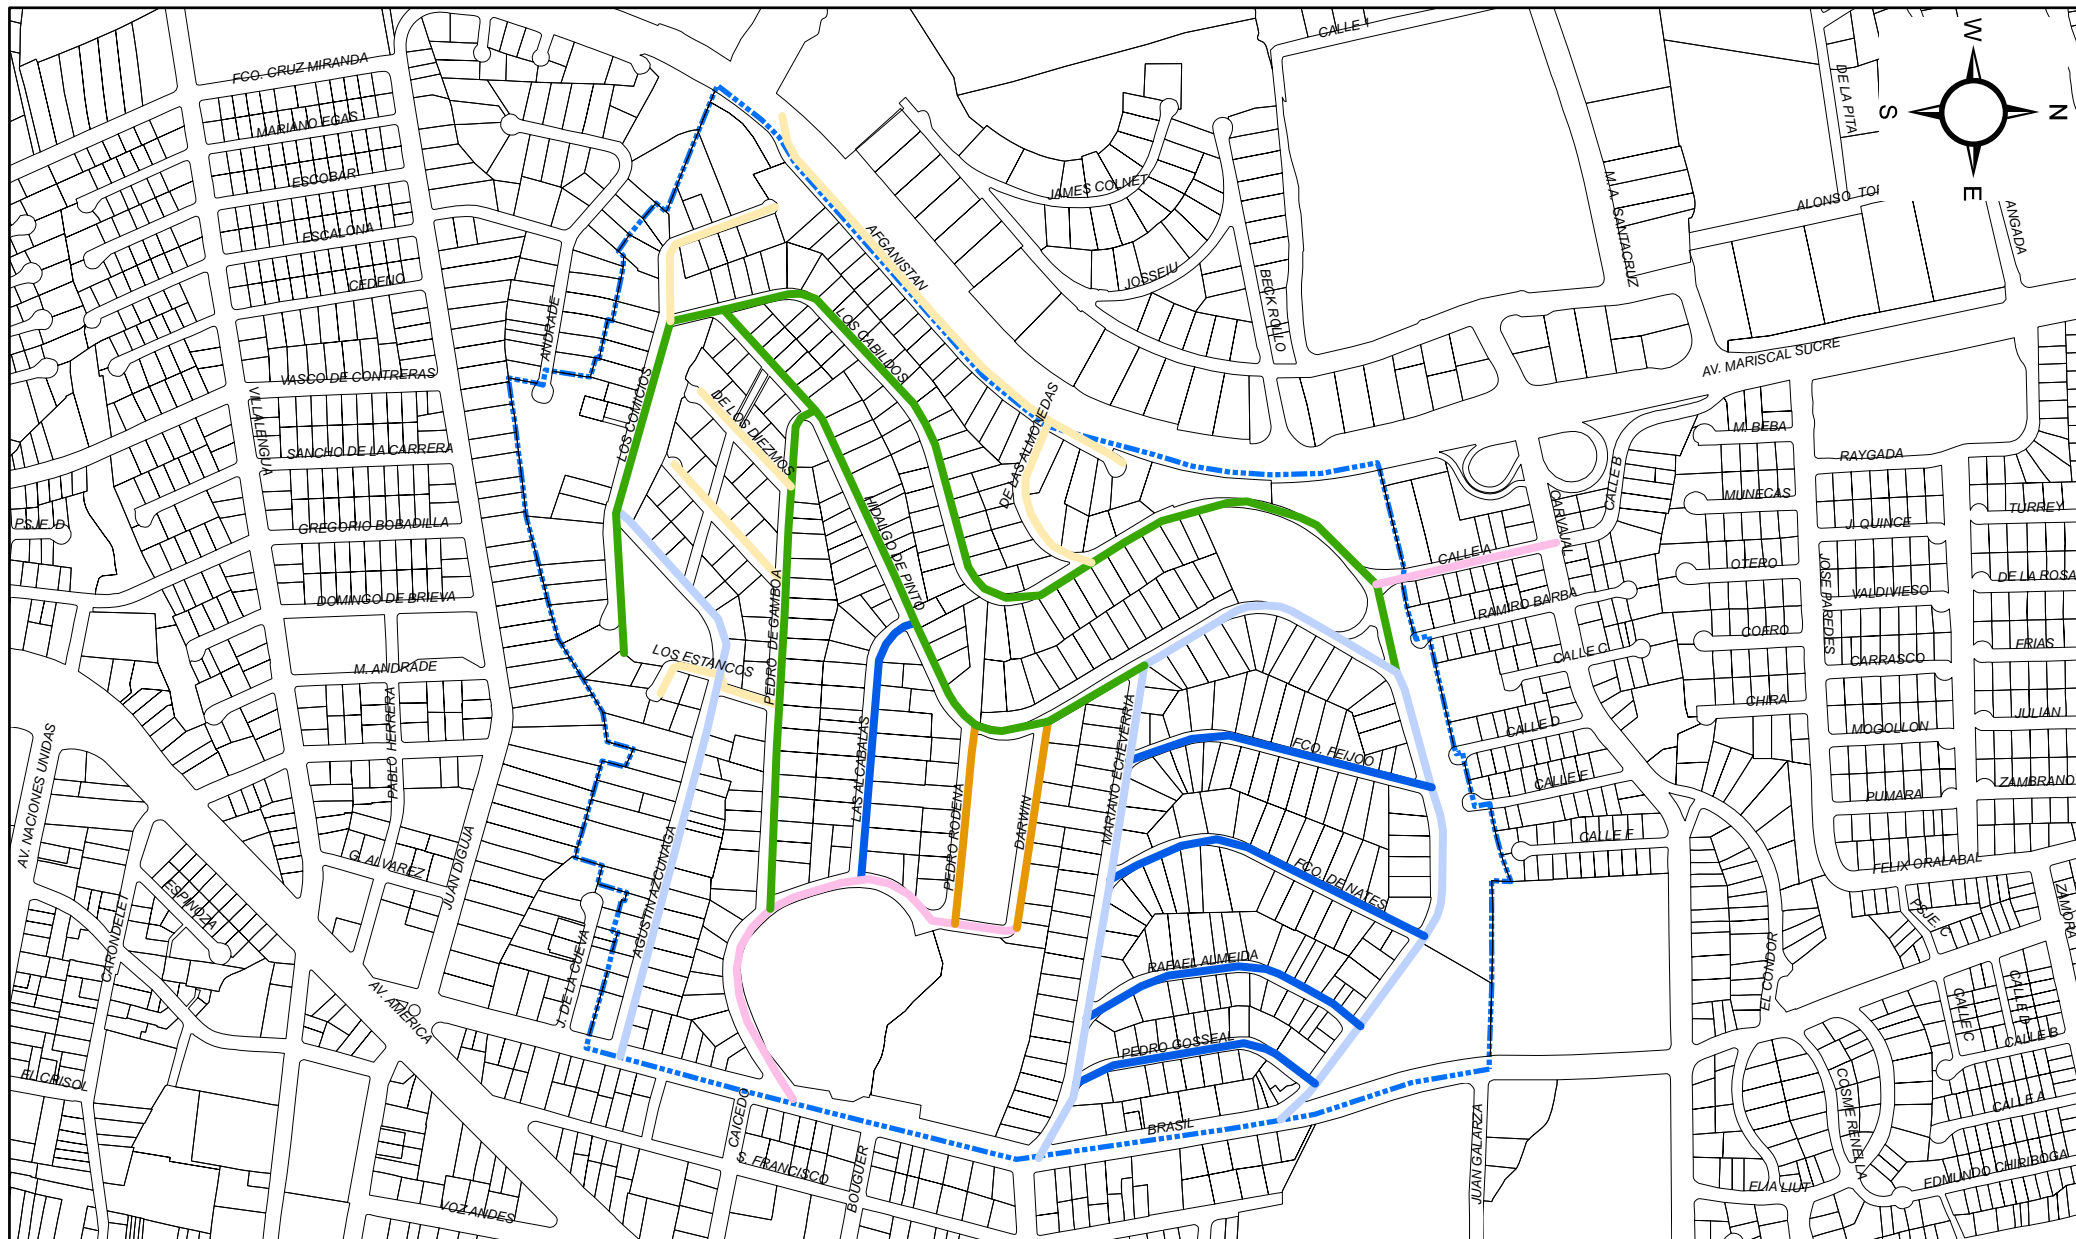 CALLE I
W
S
N
E
FCO. CRUZ MIRANDA
DE LA PITA
MARIANO EGAS
ESCOBAR
JAMES COLNET
M. A. SANTACRUZ
ALONSO TOI
ANGADA
ESCALONA
AFGANISTAN
JOSSEIU
CEDENO
BECK ROLLO
ANDRADE
LOS CABILDOS
AV. MARISCAL SUCRE
VASCO DE CONTRERAS
VILLALENGUA
LOS COMICIOS
DE LOS DIEZMOS
DE LAS ALMONEDAS
M. BEBA
SANCHO DE LA CARRERA
RAYGADA
CALLE B
MUNECAS
TURREY
PSJE. D
GREGORIO BOBADILLA
HIDALGO DE PINTO
CARVAJAL
J. QUINCE
CALLE A
OTERO
JOSE PAREDES
DE LA ROSA
DOMINGO DE BRIEVA
PEDRO DE GAMBOA
RAMIRO BARBA
VALDIVIESO
COFRO
FRIAS
M. ANDRADE
LOS ESTANCOS
CALLE C
CARRASCO
PABLO HERRERA
MARIANO ECHEVERRIA
CHIRA
JULIAN
AV. NACIONES UNIDAS
LAS ALCABALAS
FCO. FEIJOO
CALLE D
MOGOLLON
PEDRO RODENA
DARWIN
CALLE E
PUMARA
ZAMBRANO
JUAN DIGUJA
AGUSTIN AZCUNAGA
CALLE F
G. ALVAREZ
FCO. DE NATES
FELIX ORALABAL
ESPINOZA
CARONDELET
PSJE. C
ZAMORA
J. DE LA CUEVA
RAFAEL ALMEIDA
EL CONDOR
AV. AMERICA
CALLE C
CALLE D
CALLE B
PEDRO GOSSEAL
EL CRISOL
COSME RENELLA
CALLE A
CAICEDO
BRASIL
JUAN GALARZA
S. FRANCISCO
BOUGUER
EDMUNDO CHIRIBOGA
ELIA LIUT
VOZ ANDES